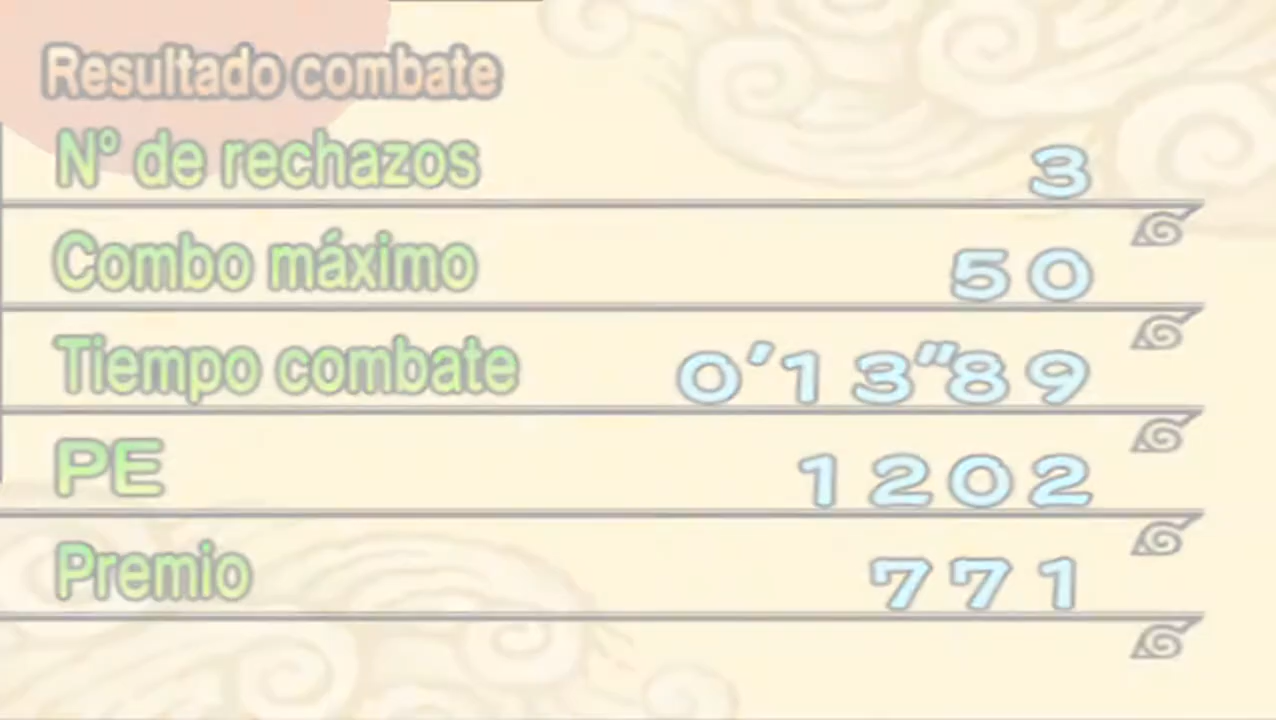 Resultado combate
Nº de rechazos 3
Combo máximo 50
Tiempo combate 0'13"89
PE 1202
Premio 771